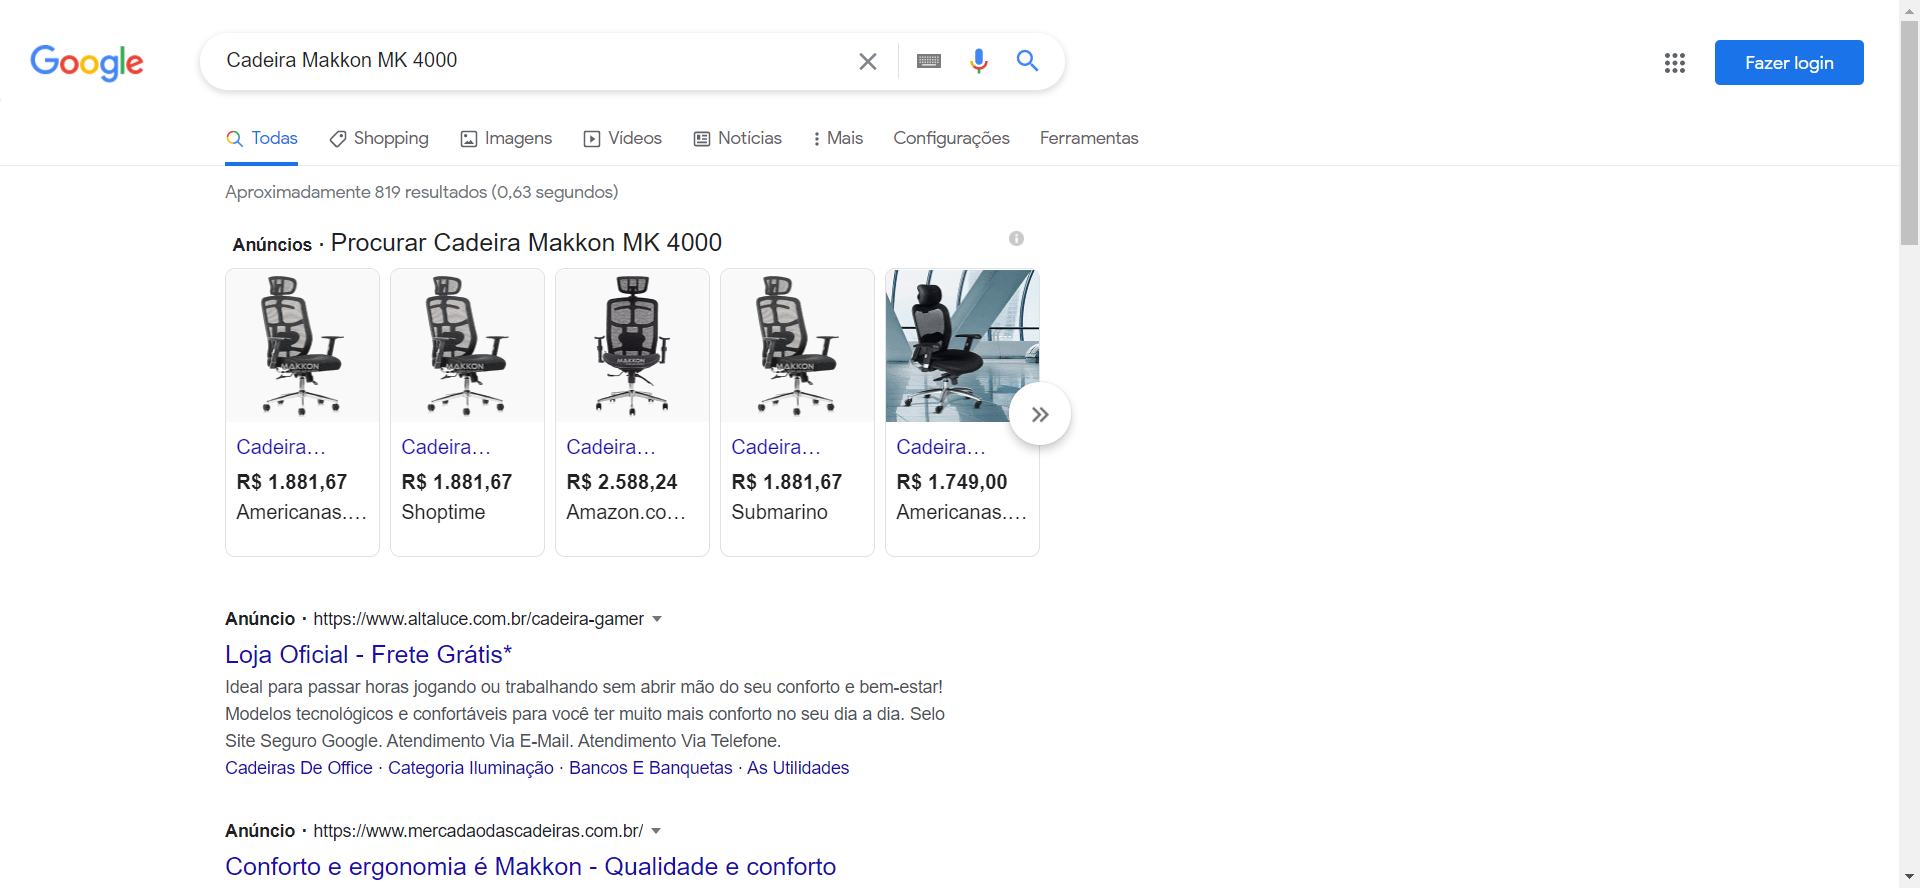 Google
Cadeira Makkon MK 4000
Fazer login
Todas
Shopping
Imagens
Vídeos
Notícias
Mais
Configurações
Ferramentas
Aproximadamente 819 resultados (0,63 segundos)
Anúncios · Procurar Cadeira Makkon MK 4000
MAKKON
MAKKON
MAKKON
MAKKON
Cadeira…
R$ 1.881,67
Americanas.…
Cadeira…
R$ 1.881,67
Shoptime
Cadeira…
R$ 2.588,24
Amazon.co…
Cadeira…
R$ 1.881,67
Submarino
Cadeira…
R$ 1.749,00
Americanas.…
Anúncio · https://www.altaluce.com.br/cadeira-gamer
Loja Oficial - Frete Grátis*
Ideal para passar horas jogando ou trabalhando sem abrir mão do seu conforto e bem-estar!
Modelos tecnológicos e confortáveis para você ter muito mais conforto no seu dia a dia. Selo
Site Seguro Google. Atendimento Via E-Mail. Atendimento Via Telefone.
Cadeiras De Office · Categoria Iluminação · Bancos E Banquetas · As Utilidades
Anúncio · https://www.mercadaodascadeiras.com.br/
Conforto e ergonomia é Makkon - Qualidade e conforto